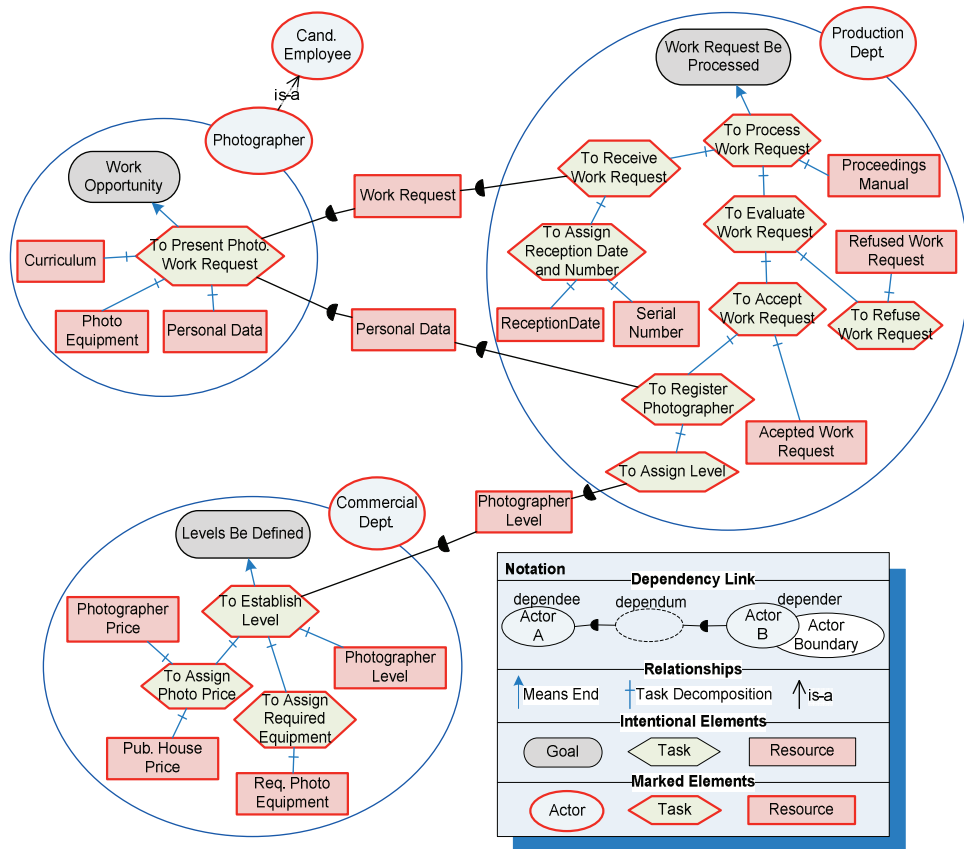 Cand.
Employee
is-a
Photographer
Work
Opportunity
To Present Photo.
Work Request
Curriculum
Photo
Equipment
Personal Data
Work Request
Personal Data
Production
Dept.
Work Request Be
Processed
To Process
Work Request
To Receive
Work Request
Proceedings
Manual
To Evaluate
Work Request
Refused Work
Request
To Assign
Reception Date
and Number
To Accept
Work Request
ReceptionDate
Serial
Number
To Refuse
Work Request
To Register
Photographer
Acepted Work
Request
To Assign Level
Photographer
Level
Commercial
Dept.
Levels Be Defined
To Establish
Level
Photographer
Price
Photographer
Level
To Assign
Photo Price
To Assign
Required
Equipment
Pub. House
Price
Req. Photo
Equipment
Notation
Dependency Link
dependee
dependum
depender
Actor
A
Actor
B
Actor
Boundary
Relationships
Means End
Task Decomposition
is-a
Intentional Elements
Goal
Task
Resource
Marked Elements
Actor
Task
Resource